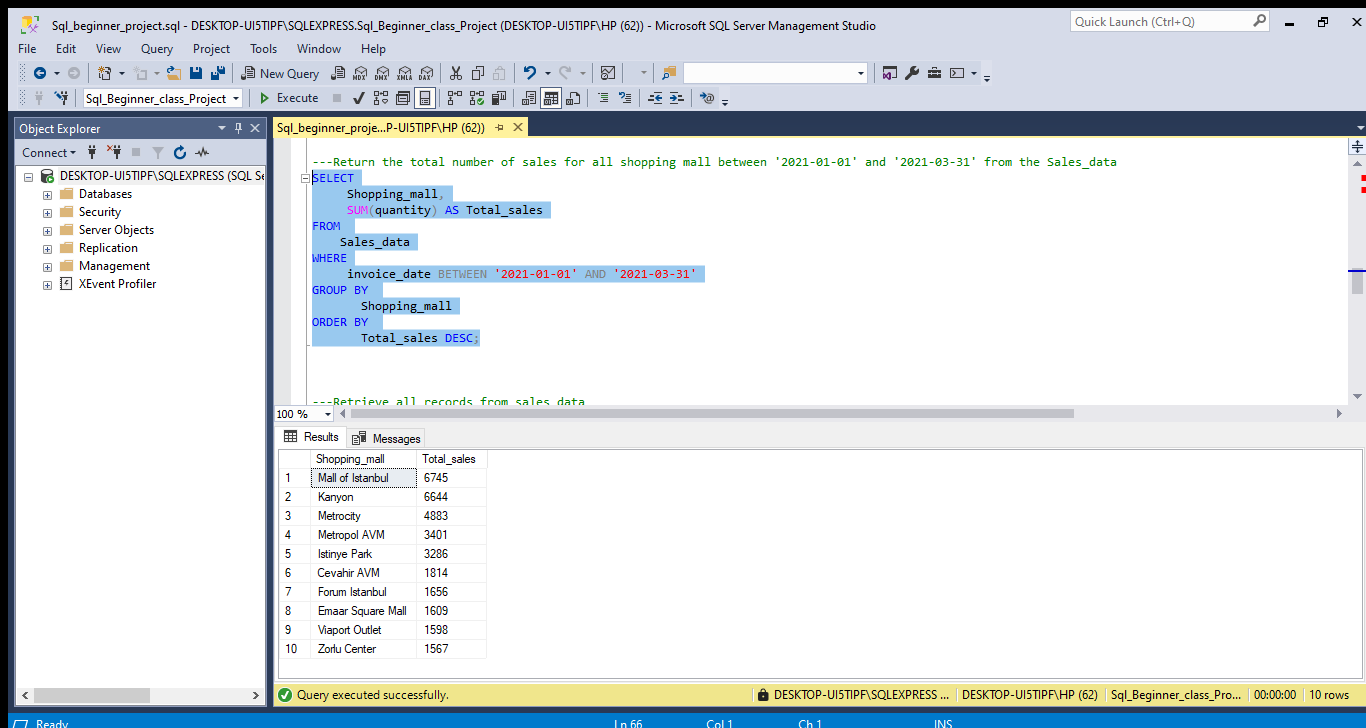 Sql_beginner_project.sql - DESKTOP-UI5TIPF\SQLEXPRESS.Sql_Beginner_class_Project (DESKTOP-UI5TIPF\HP (62)) - Microsoft SQL Server Management Studio
Quick Launch (Ctrl+Q)
File Edit View Query Project Tools Window Help
New Query MDX DMX XMLA DAX
Sql_Beginner_class_Project Execute
Object Explorer
Connect
DESKTOP-UI5TIPF\SQLEXPRESS (SQL Se
Databases
Security
Server Objects
Replication
Management
XEvent Profiler
Sql_beginner_proje...P-UI5TIPF\HP (62))
---Return the total number of sales for all shopping mall between '2021-01-01' and '2021-03-31' from the Sales_data
SELECT
Shopping_mall,
SUM(quantity) AS Total_sales
FROM
Sales_data
WHERE
invoice_date BETWEEN '2021-01-01' AND '2021-03-31'
GROUP BY
Shopping_mall
ORDER BY
Total_sales DESC;
---Retrieve all records from sales data
100 %
Results Messages
Shopping_mall Total_sales
1 Mall of Istanbul 6745
2 Kanyon 6644
3 Metrocity 4883
4 Metropol AVM 3401
5 Istinye Park 3286
6 Cevahir AVM 1814
7 Forum Istanbul 1656
8 Emaar Square Mall 1609
9 Viaport Outlet 1598
10 Zorlu Center 1567
Query executed successfully. DESKTOP-UI5TIPF\SQLEXPRESS ... DESKTOP-UI5TIPF\HP (62) Sql_Beginner_class_Pro... 00:00:00 10 rows
Ready Ln 66 Col 1 Ch 1 INS